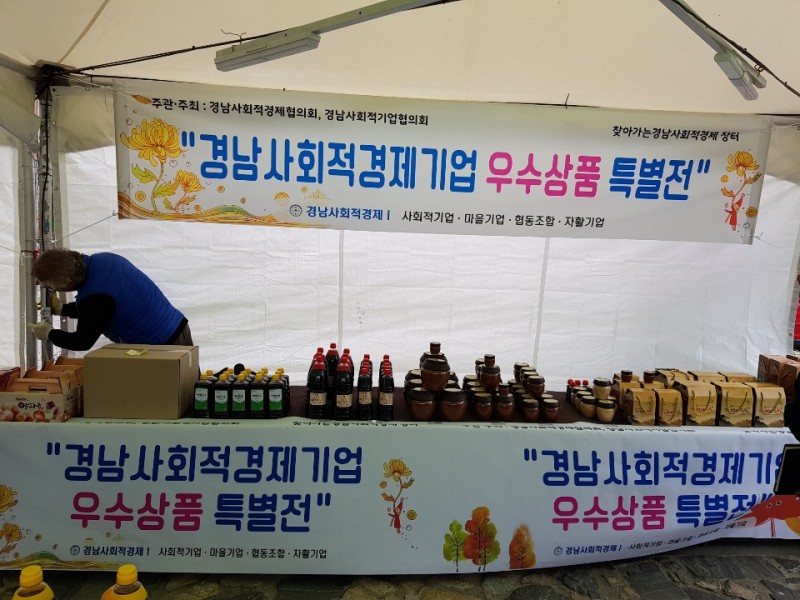 주관·주최 : 경남사회적경제협의회, 경남사회적기업협의회
찾아가는경남사회적경제 장터
"경남사회적경제기업 우수상품 특별전"
경남사회적경제 | 사회적기업 · 마을기업 · 협동조합 · 자활기업
"경남사회적경제기업
우수상품 특별전"
경남사회적경제 | 사회적기업 · 마을기업 · 협동조합 · 자활기업
"경남사회적경제기업
우수상품 특별전"
경남사회적경제 | 사회적기업 · 마을기업 · 협동조합 · 자활기업